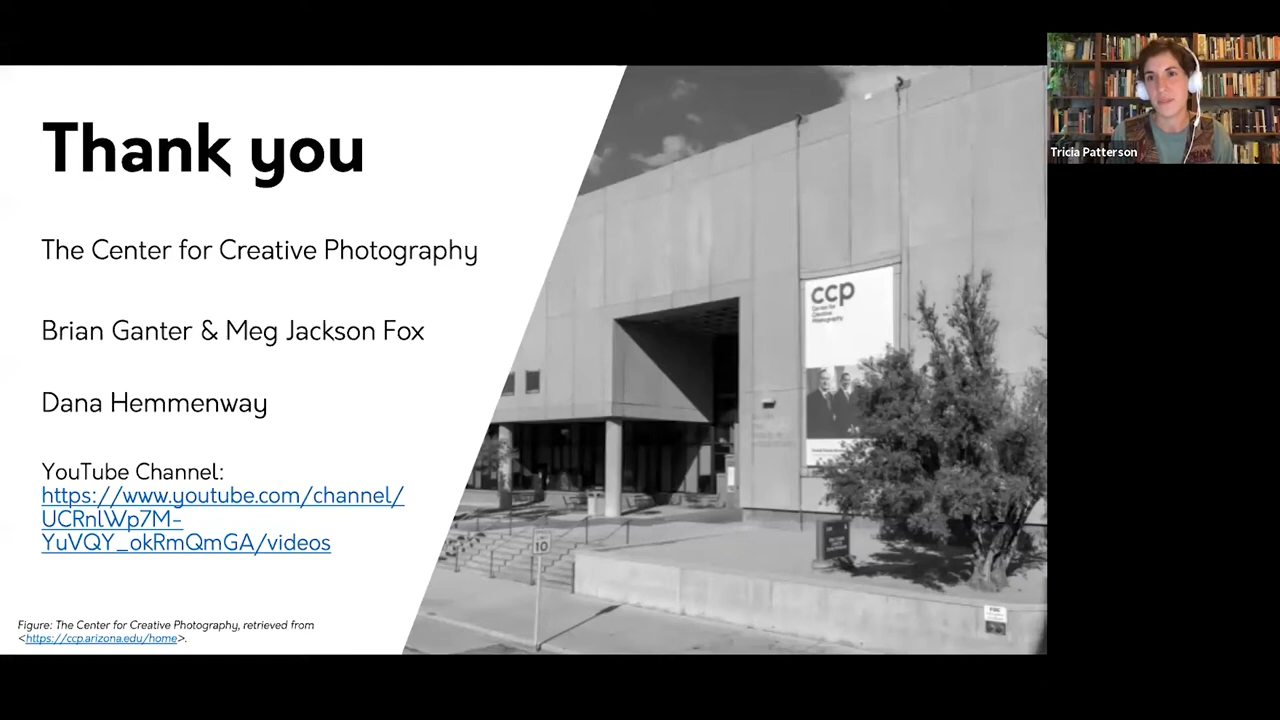 Thank you
The Center for Creative Photography
Brian Ganter & Meg Jackson Fox
Dana Hemmenway
YouTube Channel:
https://www.youtube.com/channel/
UCRnlWp7M-
YuVQY_okRmQmGA/videos
Figure: The Center for Creative Photography, retrieved from
<https://ccp.arizona.edu/home>.
ccp
Center for
Creative
Photography
10
Tricia Patterson